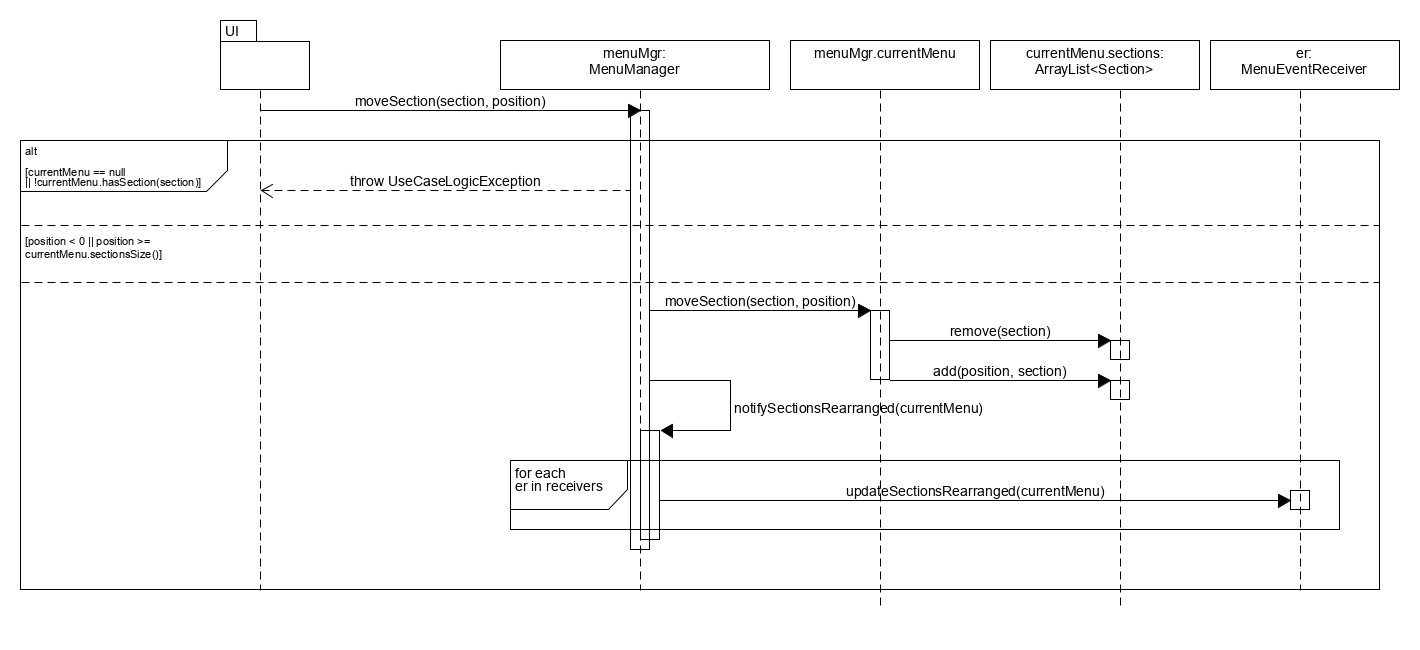 UI
menuMgr:
MenuManager
menuMgr.currentMenu
currentMenu.sections:
ArrayList<Section>
er:
MenuEventReceiver
moveSection(section, position)
alt
[currentMenu == null
|| !currentMenu.hasSection(section)]
throw UseCaseLogicException
[position < 0 || position >=
currentMenu.sectionsSize()]
moveSection(section, position)
remove(section)
add(position, section)
notifySectionsRearranged(currentMenu)
for each
er in receivers
updateSectionsRearranged(currentMenu)